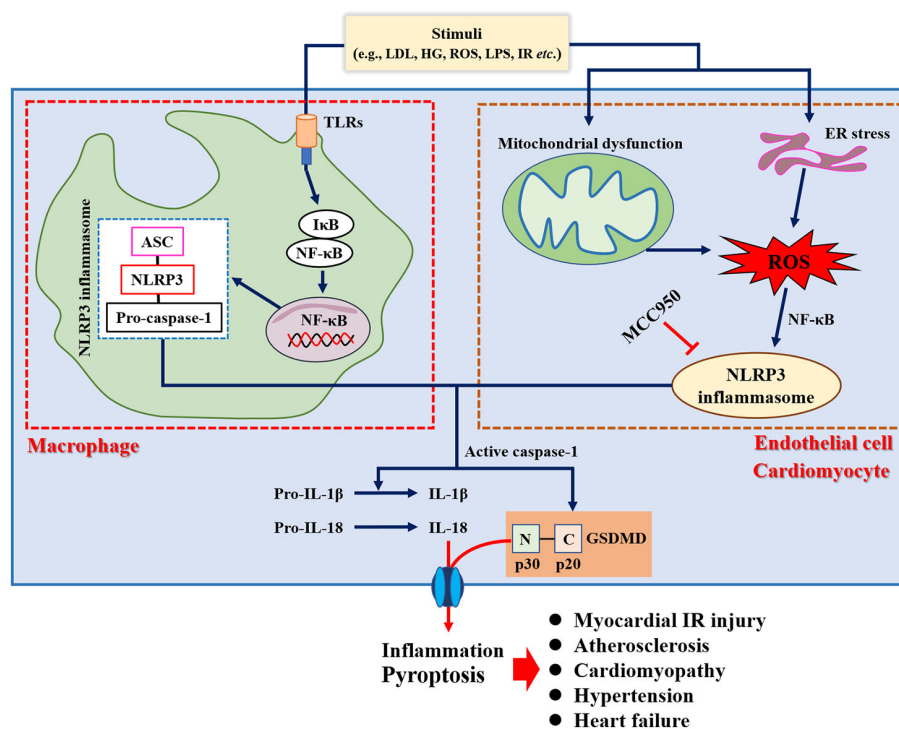 Stimuli
(e.g., LDL, HG, ROS, LPS, IR etc.)
TLRs
IκB
NF-κB
NF-κB
NLRP3 inflammasome
ASC
NLRP3
Pro-caspase-1
Macrophage
Mitochondrial dysfunction
ER stress
ROS
NF-κB
MCC950
NLRP3
inflammasome
Endothelial cell
Cardiomyocyte
Active caspase-1
Pro-IL-1β
IL-1β
Pro-IL-18
IL-18
N
C
GSDMD
p30
p20
Inflammation
Pyroptosis
● Myocardial IR injury
● Atherosclerosis
● Cardiomyopathy
● Hypertension
● Heart failure